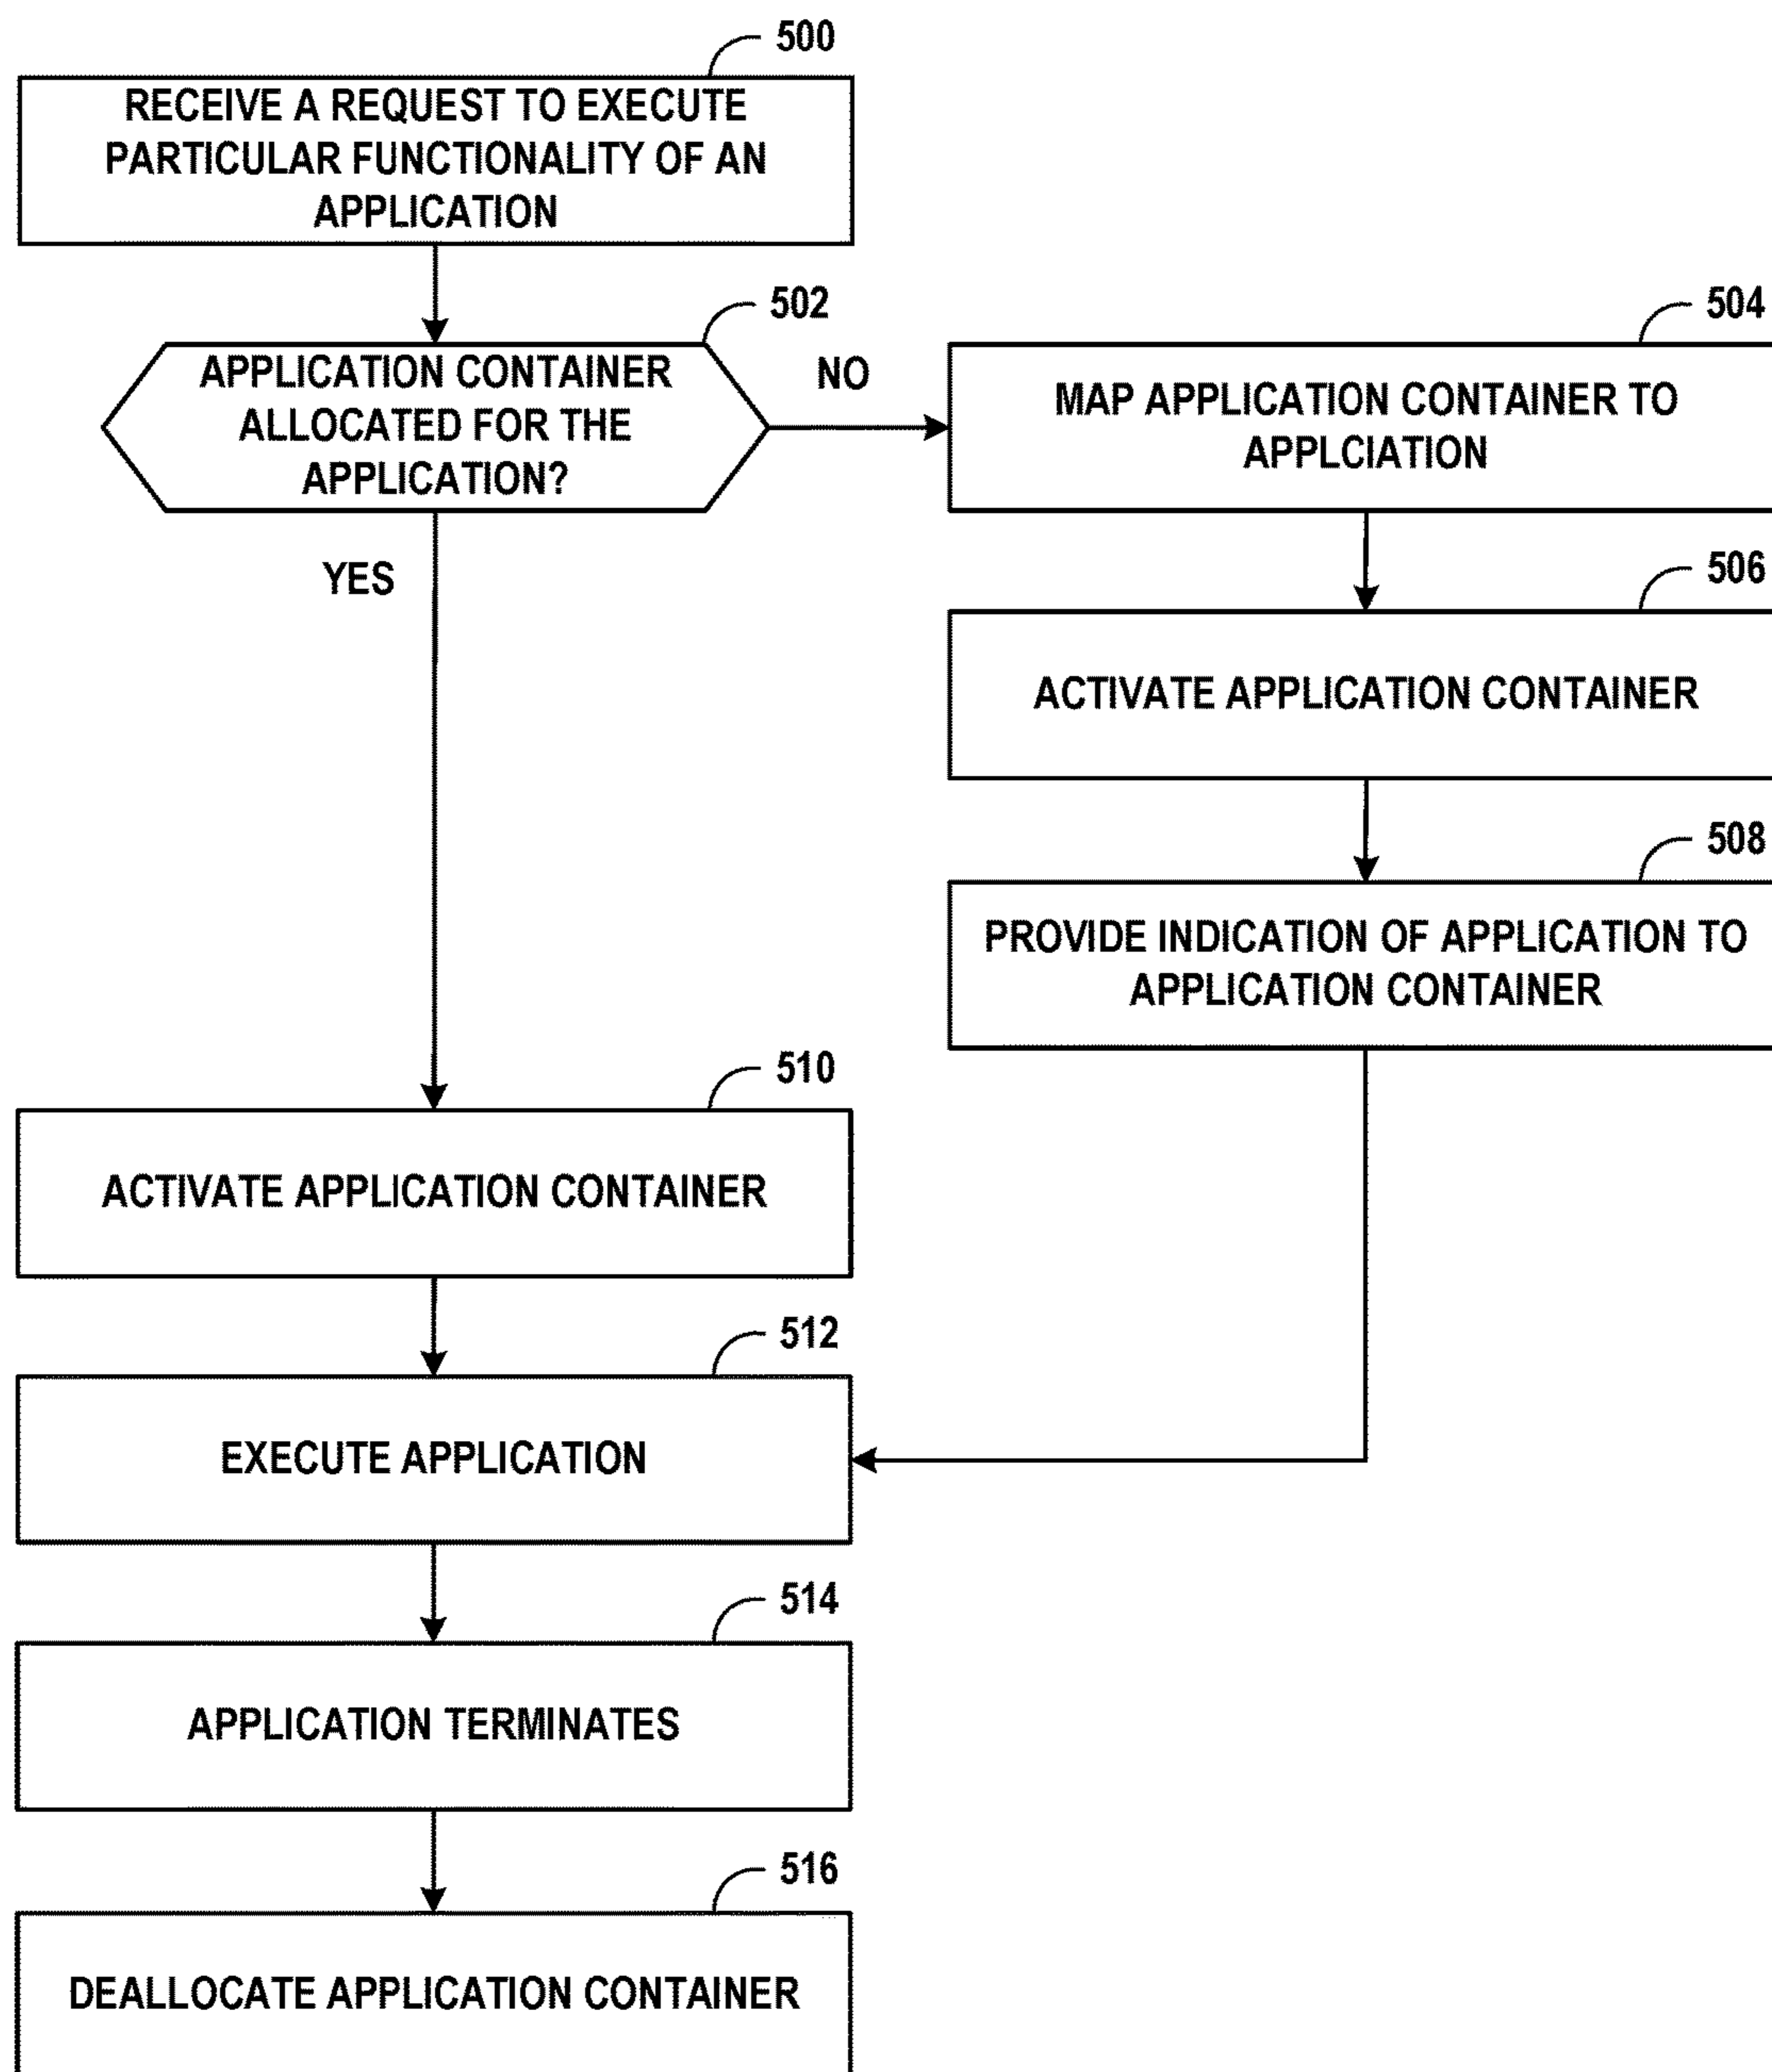 500
RECEIVE A REQUEST TO EXECUTE
PARTICULAR FUNCTIONALITY OF AN
APPLICATION
502
APPLICATION CONTAINER
ALLOCATED FOR THE
APPLICATION?
NO
YES
504
MAP APPLICATION CONTAINER TO
APPLCIATION
506
ACTIVATE APPLICATION CONTAINER
508
PROVIDE INDICATION OF APPLICATION TO
APPLICATION CONTAINER
510
ACTIVATE APPLICATION CONTAINER
512
EXECUTE APPLICATION
514
APPLICATION TERMINATES
516
DEALLOCATE APPLICATION CONTAINER